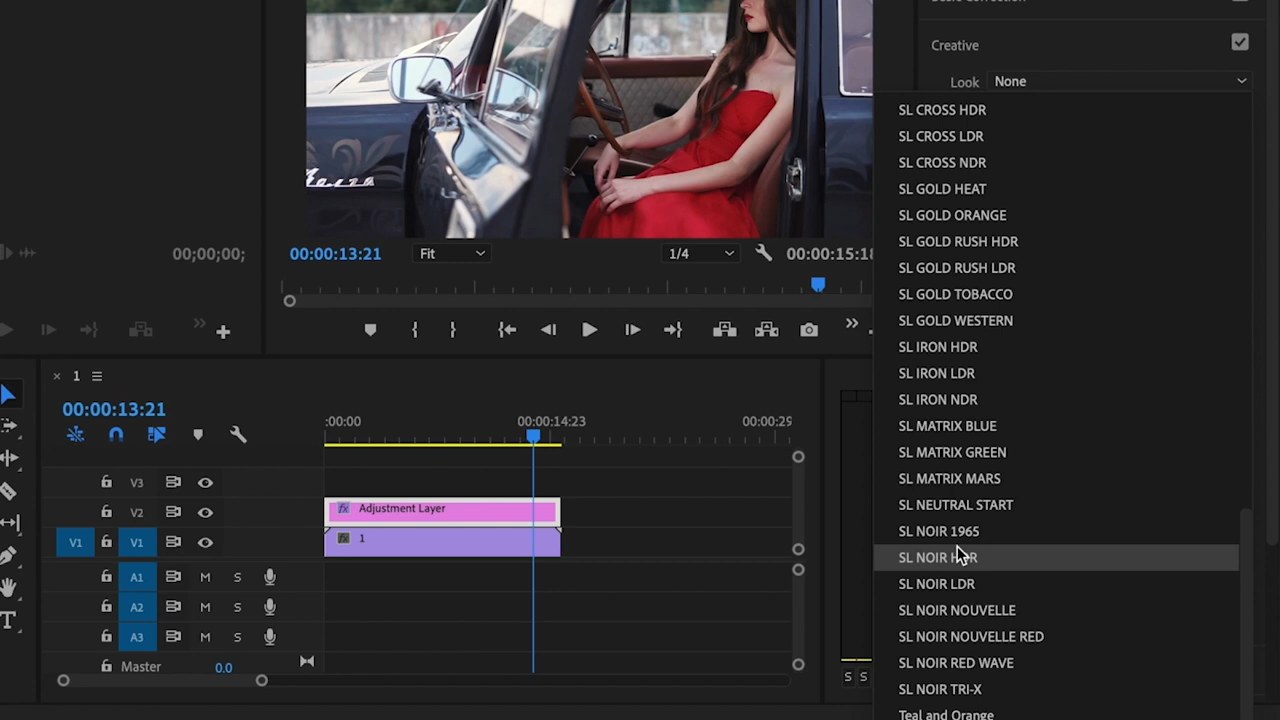 Creative
Look None
SL CROSS HDR
SL CROSS LDR
SL CROSS NDR
SL GOLD HEAT
SL GOLD ORANGE
SL GOLD RUSH HDR
SL GOLD RUSH LDR
SL GOLD TOBACCO
SL GOLD WESTERN
SL IRON HDR
SL IRON LDR
SL IRON NDR
SL MATRIX BLUE
SL MATRIX GREEN
SL MATRIX MARS
SL NEUTRAL START
SL NOIR 1965
SL NOIR HDR
SL NOIR LDR
SL NOIR NOUVELLE
SL NOIR NOUVELLE RED
SL NOIR RED WAVE
SL NOIR TRI-X
Teal and Orange
00;00;00;
00:00:13:21 Fit 1/4 00:00:15:18
1
00:00:13:21
:00:00 00:00:14:23 00:00:29
V3
V2 Adjustment Layer
V1 V1 1
A1 M S
A2 M S
A3 M S
Master 0.0
S S